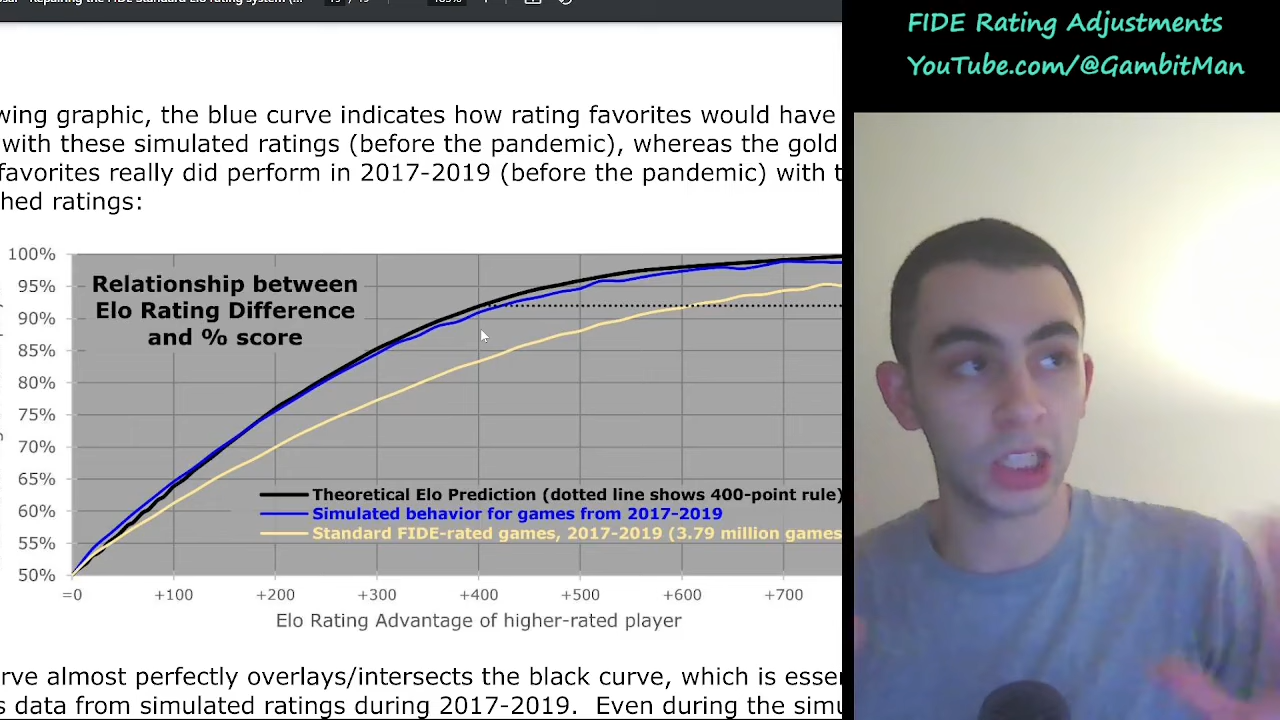 FIDE Rating Adjustments
YouTube.com/@GambitMan
wing graphic, the blue curve indicates how rating favorites would have
with these simulated ratings (before the pandemic), whereas the gold
favorites really did perform in 2017-2019 (before the pandemic) with t
hed ratings:
100%
95%
90%
85%
80%
75%
70%
65%
60%
55%
50%
Relationship between
Elo Rating Difference
and % score
Theoretical Elo Prediction (dotted line shows 400-point rule)
Simulated behavior for games from 2017-2019
Standard FIDE-rated games, 2017-2019 (3.79 million games
=0 +100 +200 +300 +400 +500 +600 +700
Elo Rating Advantage of higher-rated player
rve almost perfectly overlays/intersects the black curve, which is esser
s data from simulated ratings during 2017-2019. Even during the simu